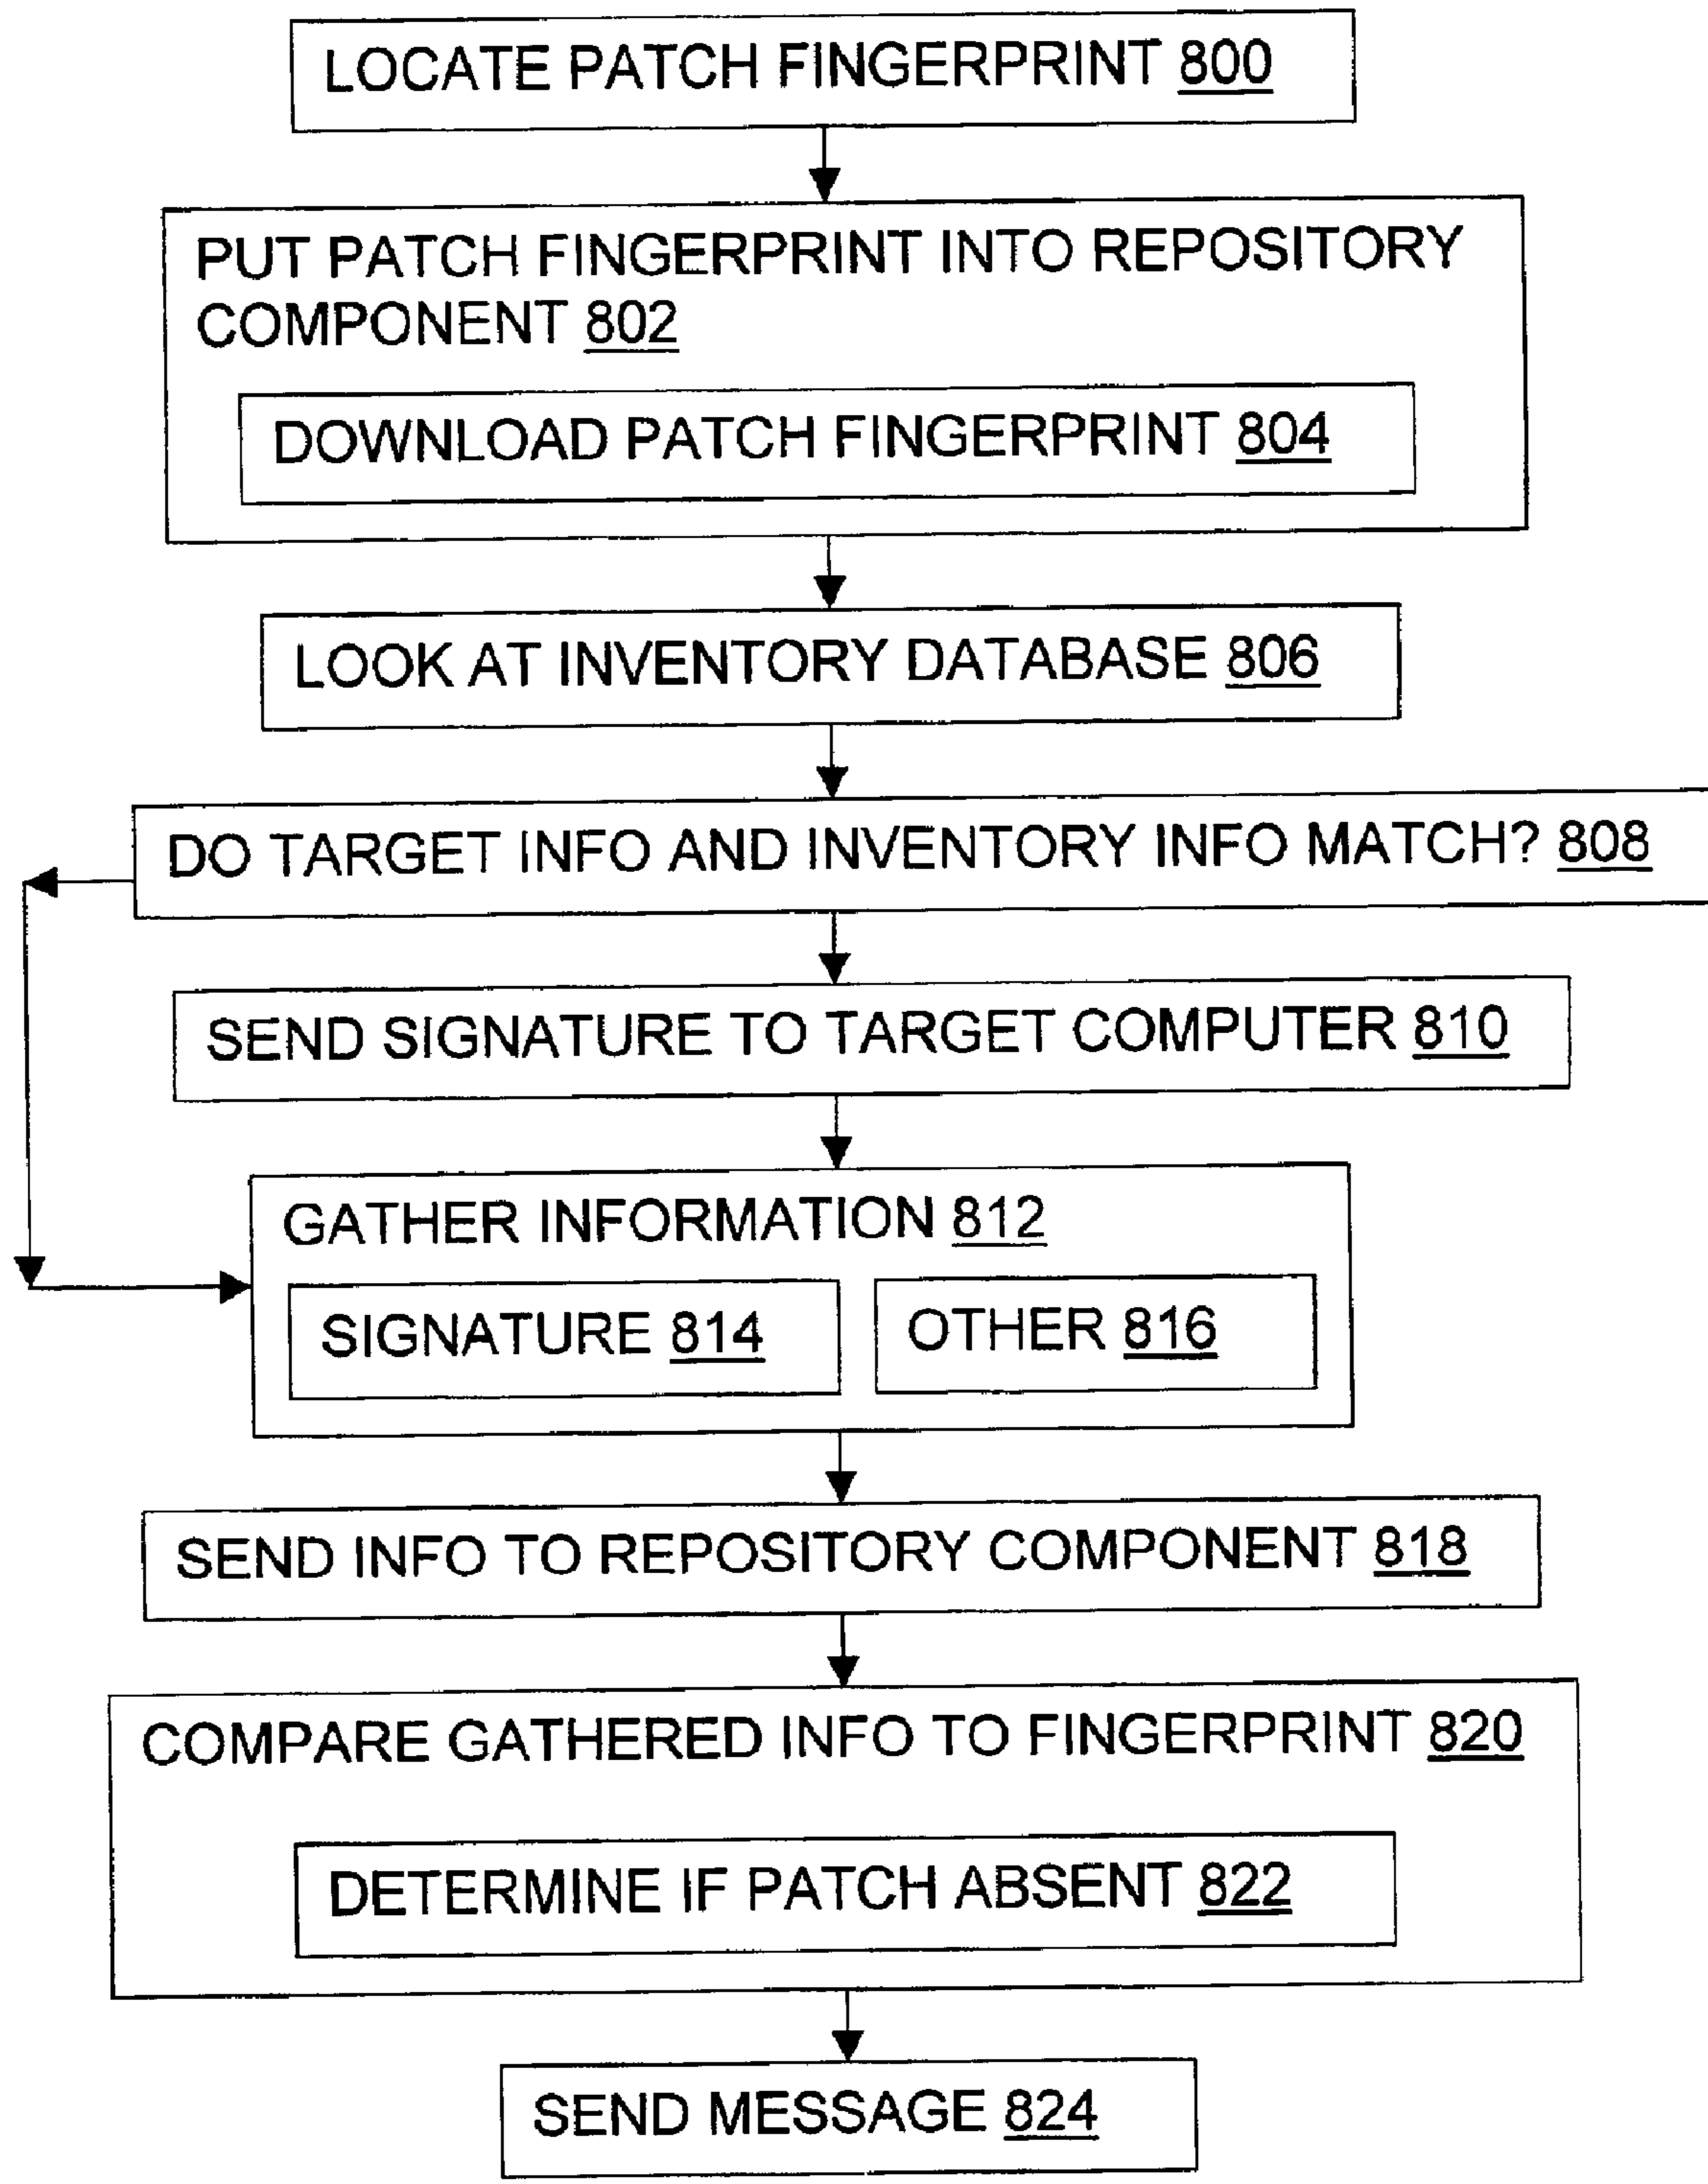 LOCATE PATCH FINGERPRINT 800
PUT PATCH FINGERPRINT INTO REPOSITORY
COMPONENT 802
DOWNLOAD PATCH FINGERPRINT 804
LOOK AT INVENTORY DATABASE 806
DO TARGET INFO AND INVENTORY INFO MATCH? 808
SEND SIGNATURE TO TARGET COMPUTER 810
GATHER INFORMATION 812
SIGNATURE 814
OTHER 816
SEND INFO TO REPOSITORY COMPONENT 818
COMPARE GATHERED INFO TO FINGERPRINT 820
DETERMINE IF PATCH ABSENT 822
SEND MESSAGE 824